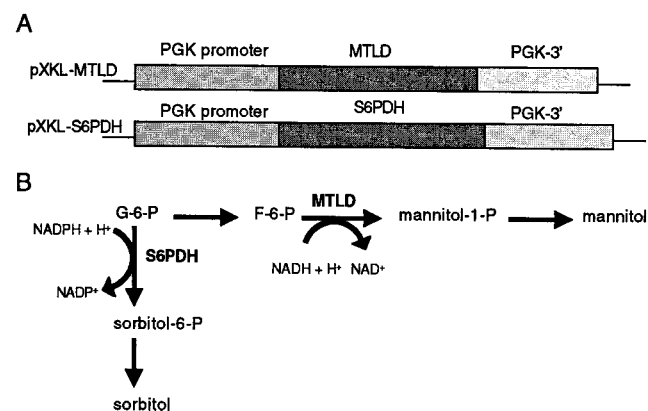 A
PGK promoter MTLD PGK-3'
pXKL-MTLD
PGK promoter S6PDH PGK-3'
pXKL-S6PDH
B
G-6-P F-6-P MTLD mannitol-1-P mannitol
NADPH + H⁺ S6PDH NADH + H⁺ NAD⁺
NADP⁺
sorbitol-6-P
sorbitol